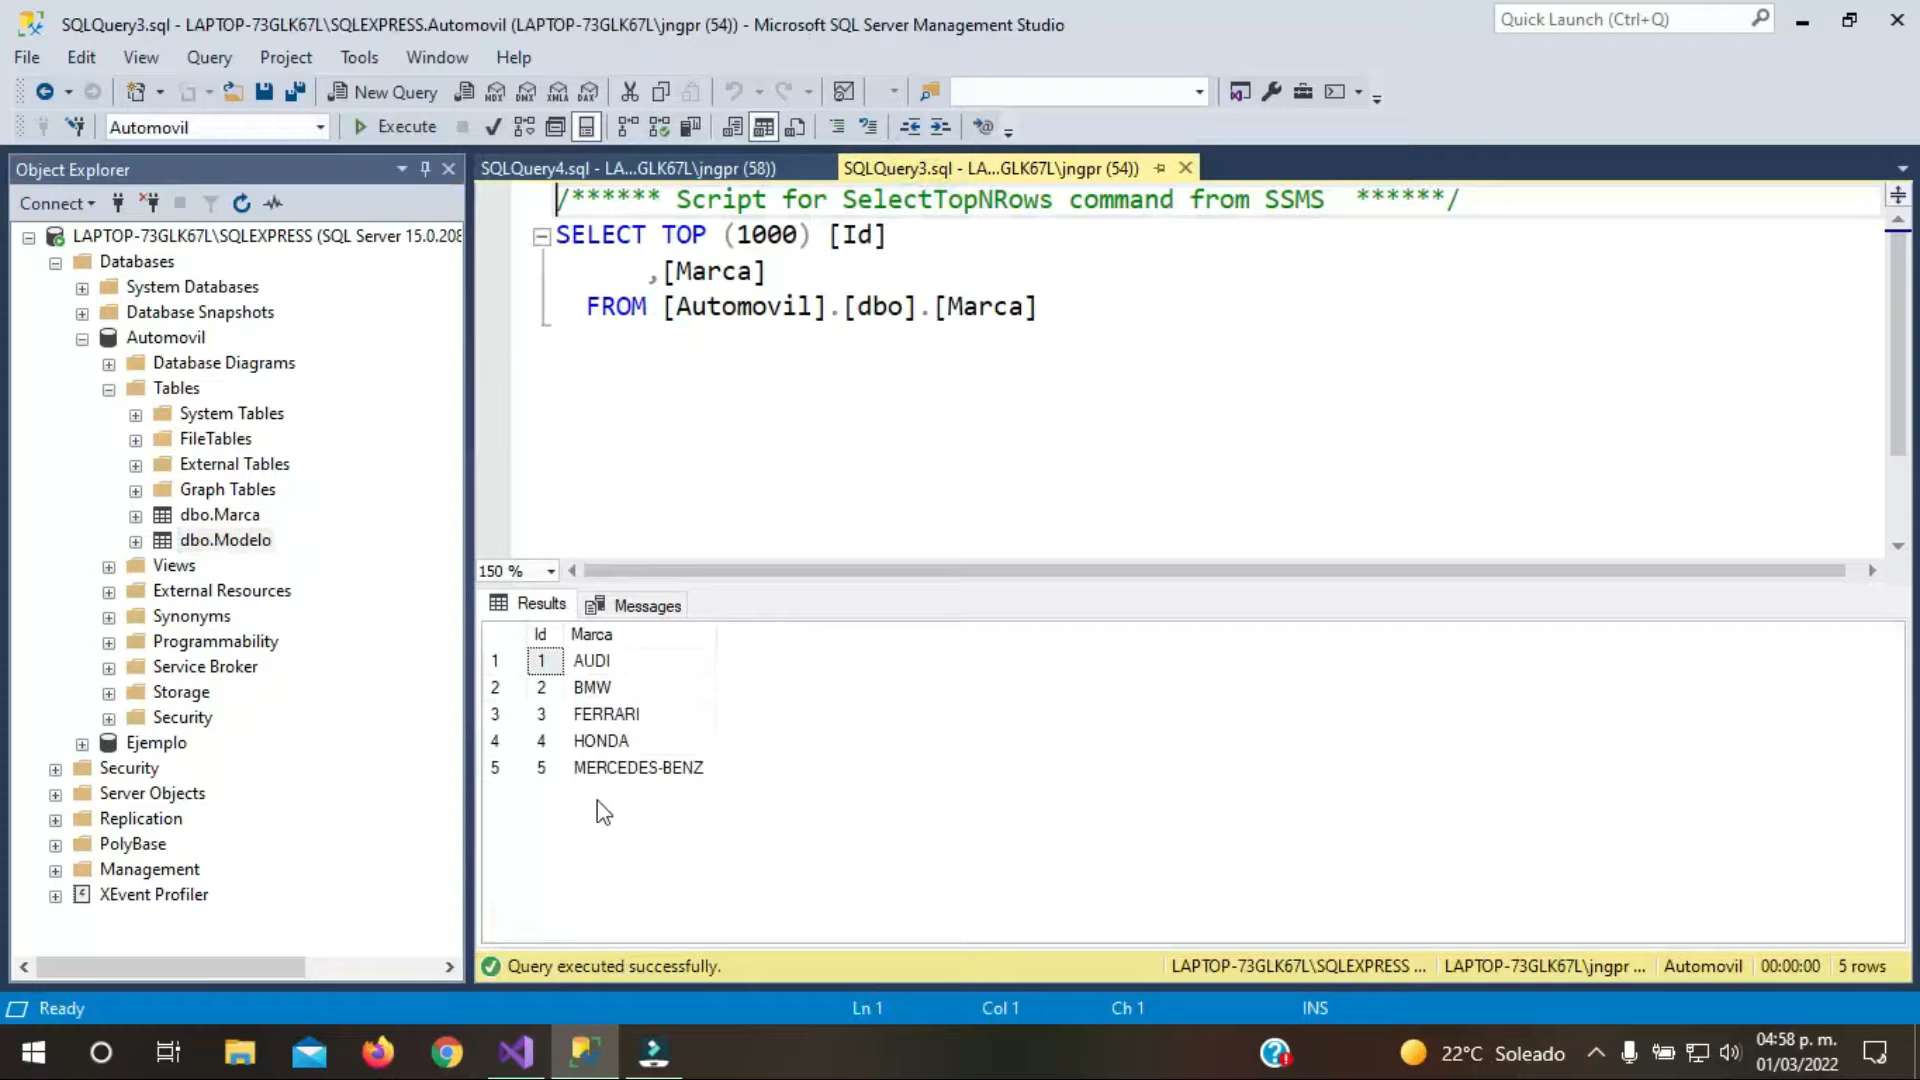 SQLQuery3.sql - LAPTOP-73GLK67L\SQLEXPRESS.Automovil (LAPTOP-73GLK67L\jngpr (54)) - Microsoft SQL Server Management Studio
Quick Launch (Ctrl+Q)
File Edit View Query Project Tools Window Help
New Query MDX DMX XMLA DAX
Automovil Execute
Object Explorer
Connect
LAPTOP-73GLK67L\SQLEXPRESS (SQL Server 15.0.208
Databases
System Databases
Database Snapshots
Automovil
Database Diagrams
Tables
System Tables
FileTables
External Tables
Graph Tables
dbo.Marca
dbo.Modelo
Views
External Resources
Synonyms
Programmability
Service Broker
Storage
Security
Ejemplo
Security
Server Objects
Replication
PolyBase
Management
XEvent Profiler
SQLQuery4.sql - LA...GLK67L\jngpr (58)) SQLQuery3.sql - LA...GLK67L\jngpr (54))
/****** Script for SelectTopNRows command from SSMS ******/
SELECT TOP (1000) [Id]
,[Marca]
FROM [Automovil].[dbo].[Marca]
150 %
Results Messages
Id Marca
1 1 AUDI
2 2 BMW
3 3 FERRARI
4 4 HONDA
5 5 MERCEDES-BENZ
Query executed successfully. LAPTOP-73GLK67L\SQLEXPRESS ... LAPTOP-73GLK67L\jngpr ... Automovil 00:00:00 5 rows
Ready Ln 1 Col 1 Ch 1 INS
22°C Soleado 04:58 p. m.
01/03/2022